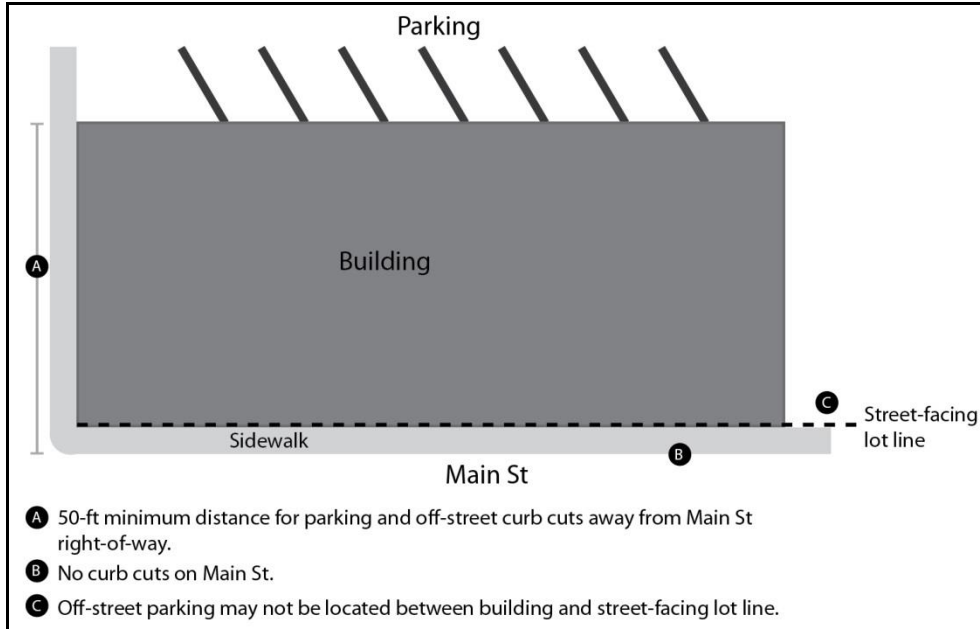 Parking
Building
A
C
Street-facing
lot line
Sidewalk
B
Main St
A 50-ft minimum distance for parking and off-street curb cuts away from Main St
right-of-way.
B No curb cuts on Main St.
C Off-street parking may not be located between building and street-facing lot line.